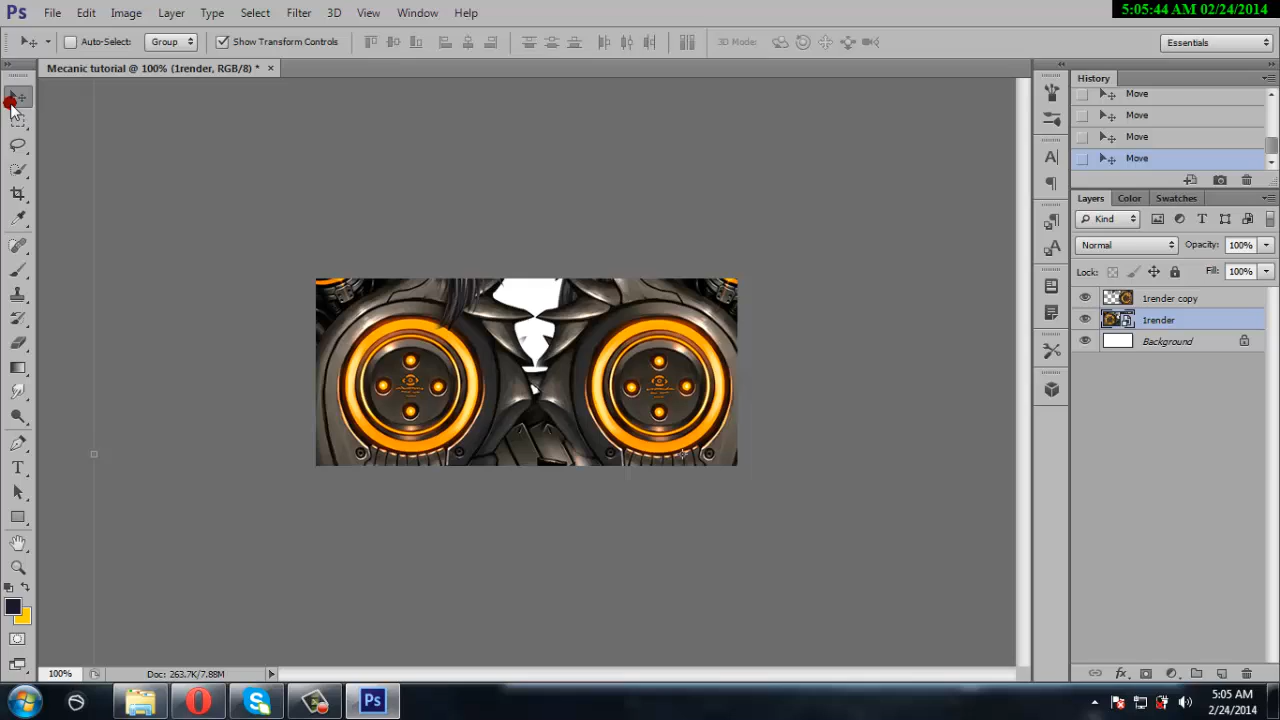 5:05:44 AM 02/24/2014
Ps File Edit Image Layer Type Select Filter 3D View Window Help
Auto-Select: Group Show Transform Controls 3D Mode: Essentials
Mecanic tutorial @ 100% (1render, RGB/8) * ×
History
Move
Move
Move
Move
Layers Color Swatches
Kind
Normal Opacity: 100%
Lock: Fill: 100%
1render copy
1render
Background
100% Doc: 263.7K/7.88M
Ps 5:05 AM
2/24/2014